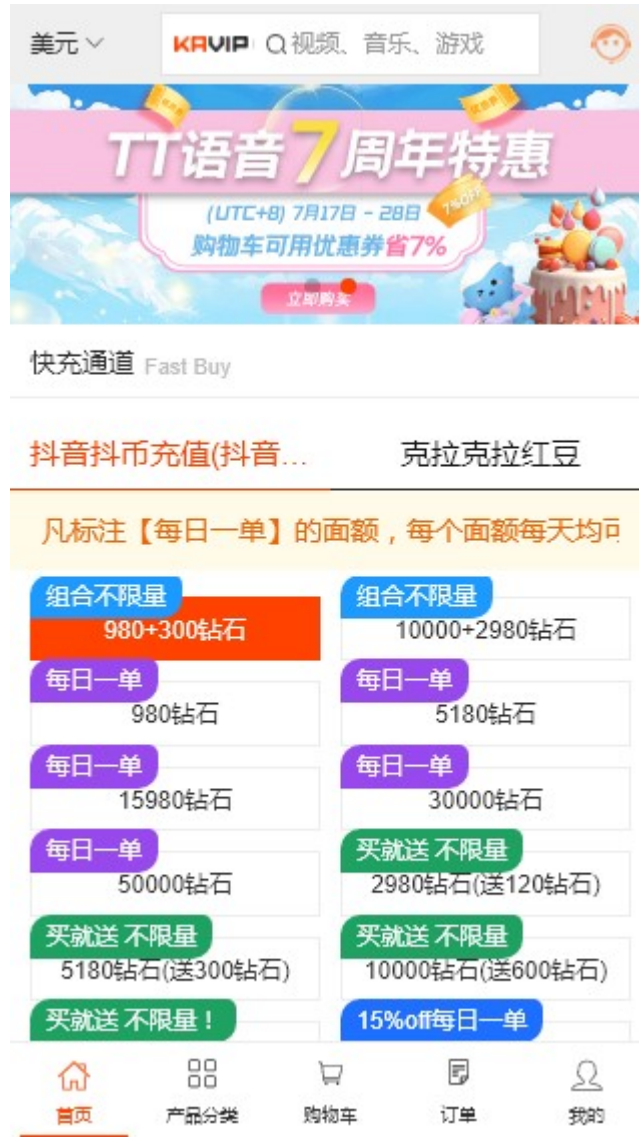 美元
KAVIP
视频、音乐、游戏
TT语音7周年特惠
(UTC+8) 7月17日 - 28日
7%OFF
购物车可用优惠券省7%
立即购买
快充通道 Fast Buy
抖音抖币充值(抖音...
克拉克拉红豆
凡标注【每日一单】的面额，每个面额每天均可
组合不限量
980+300钻石
组合不限量
10000+2980钻石
每日一单
980钻石
每日一单
5180钻石
每日一单
15980钻石
每日一单
30000钻石
每日一单
50000钻石
买就送 不限量
2980钻石(送120钻石)
买就送 不限量
5180钻石(送300钻石)
买就送 不限量
10000钻石(送600钻石)
买就送 不限量！
15%off每日一单
首页
产品分类
购物车
订单
我的